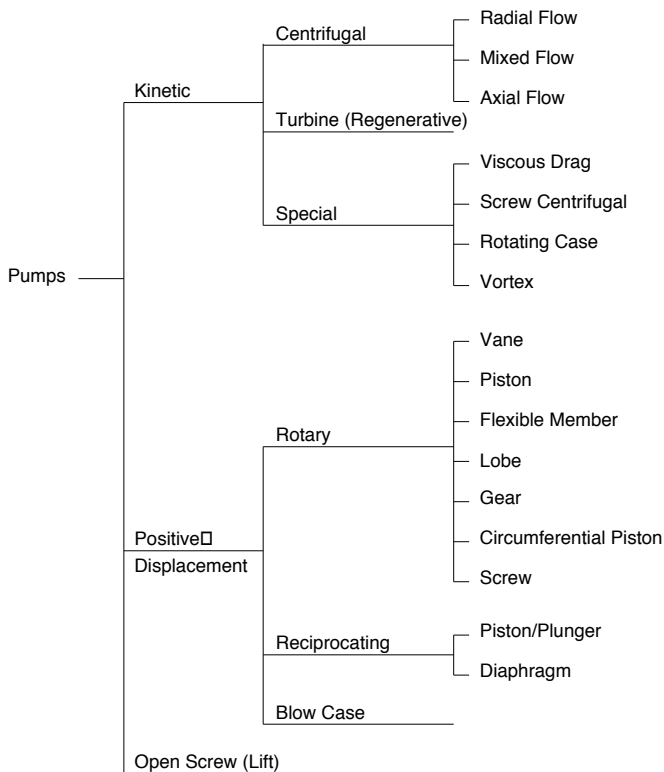 Pumps
Kinetic
Centrifugal
Radial Flow
Mixed Flow
Axial Flow
Turbine (Regenerative)
Special
Viscous Drag
Screw Centrifugal
Rotating Case
Vortex
Positive□
Displacement
Rotary
Vane
Piston
Flexible Member
Lobe
Gear
Circumferential Piston
Screw
Reciprocating
Piston/Plunger
Diaphragm
Blow Case
Open Screw (Lift)